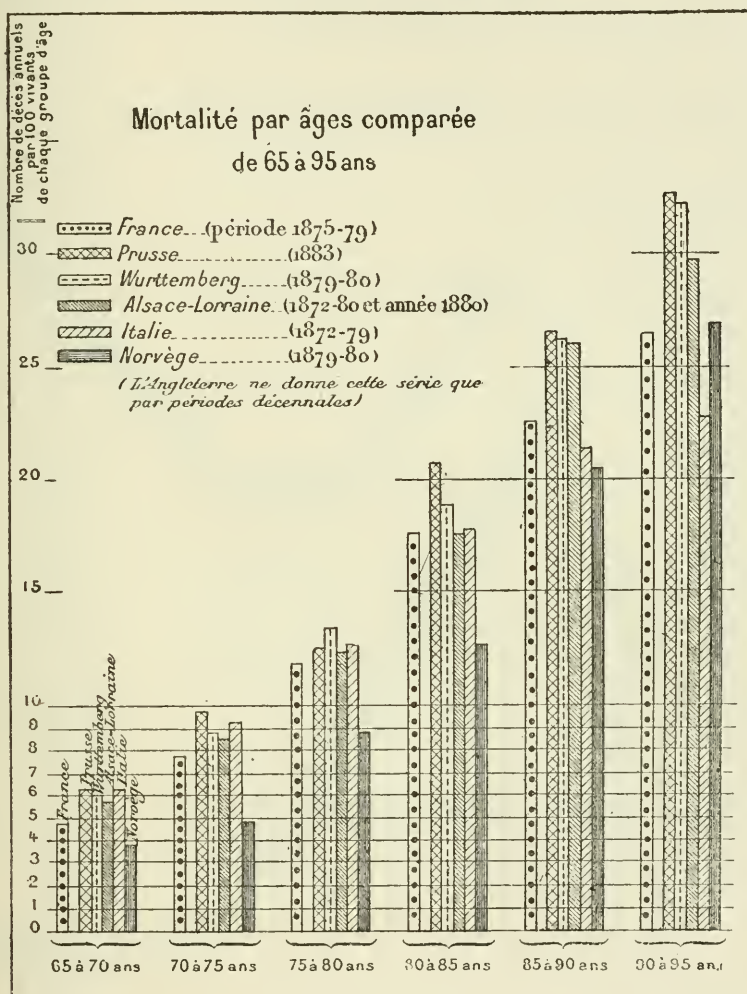 Nombre de décès annuels
par 100 vivants
de chaque groupe d'âge
Mortalité par âges comparée
de 65 à 95 ans
France (période 1875-79)
Prusse (1883)
Wurttemberg (1879-80)
Alsace-Lorraine (1872-80 et année 1880)
Italie (1872-79)
Norvège (1879-80)
(L'Angleterre ne donne cette série que
par périodes décennales)
30
25
20
15
10
9
8
7
6
5
4
3
2
1
0
France
Prusse
Wurtemberg
Alsace-Lorraine
Italie
Norvège
65 à 70 ans
70 à 75 ans
75 à 80 ans
80 à 85 ans
85 à 90 ans
90 à 95 ans